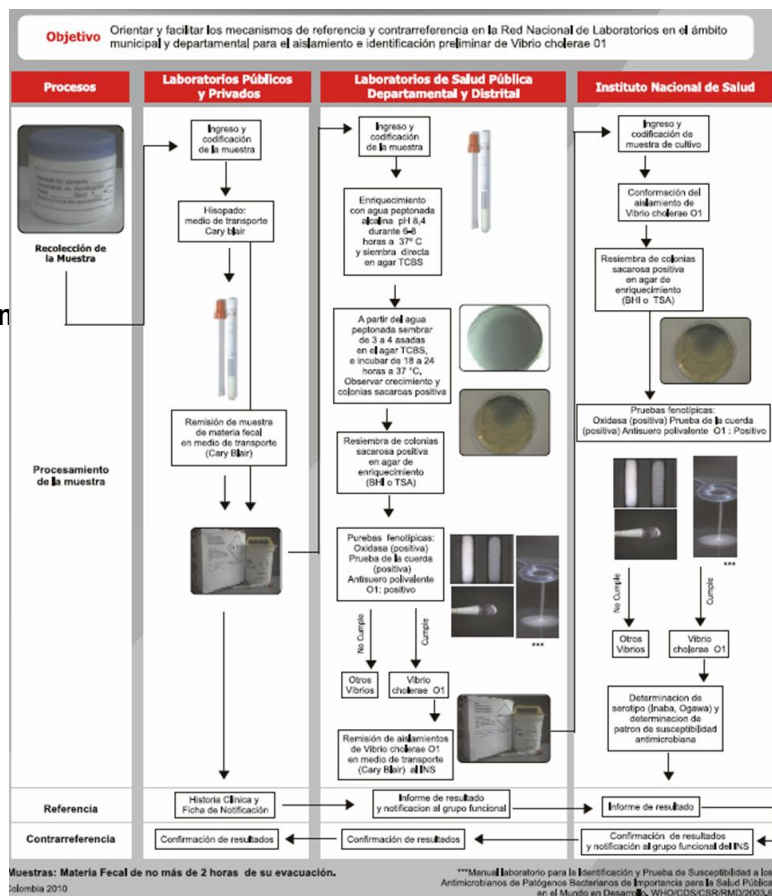 Objetivo
Orientar y facilitar los mecanismos de referencia y contrarreferencia en la Red Nacional de Laboratorios en el ámbito
municipal y departamental para el aislamiento e identificación preliminar de Vibrio cholerae 01
Procesos
Laboratorios Públicos
y Privados
Laboratorios de Salud Pública
Departamental y Distrital
Instituto Nacional de Salud
Recolección de
la Muestra
Procesamiento
de la muestra
Ingreso y
codificación
de la muestra
Hisopado:
medio de transporte
Cary blair
Remisión de muestra
de materia fecal
en medio de transporte
(Cary Blair)
Ingreso y
codificación
de la muestra
Enriquecimiento
con agua peptonada
alcalina pH 8,4
durante 6-8
horas a 37° C
y siembra directa
en agar TCBS
A partir del agua
peptonada sembrar
de 3 a 4 asadas
en el agar TCBS,
e incubar de 18 a 24
horas a 37 °C,
Observar crecimiento y
colonias sacaroas positiva
Resiembra de colonias
sacarosa positiva
en agar de
enriquecimiento
(BHI o TSA)
Purebas fenotípicas:
Oxidasa (positiva)
Prueba de la cuerda
(positiva)
Antisuero polivalente
O1: positivo
***
No Cumple
Cumple
Otros
Vibrios
Vibrio
cholerae O1
Remisión de aislamientos
de Vibrio cholerae O1
en medio de transporte
(Cary Blair) al INS
Ingreso y
codificación de
muestra de cultivo
Conformación del
aislamiento de
Vibrio cholerae O1
Resiembra de colonias
sacarosa positiva
en agar de
enriquecimiento
(BHI o TSA)
Pruebas fenotípicas:
Oxidasa (positiva) Prueba de la cuerda
(positiva) Antisuero polivalente O1 : Positivo
***
No Cumple
Cumple
Otros
Vibrios
Vibrio
cholerae O1
Determinacion de
serotipo (Inaba, Ogawa) y
determinacion de
patron de susceptibilidad
antimicrobiana
Referencia
Historia Clínica y
Ficha de Notificación
Informe de resultado
y notificacion al grupo funcional
Informe de resultado
Contrarreferencia
Confirmación de resultados
Confirmación de resultados
Confirmación de resultados
y notificación al grupo funcional del INS
Muestras: Materia Fecal de no más de 2 horas de su evacuación.
Colombia 2010
***Manual laboratorio para la Identificación y Prueba de Susceptibilidad a los
Antimicrobianos de Patógenos Bacterianos de Importancia para la Salud Pública
en el Mundo en Desarrollo. WHO/CDS/CSR/RMD/2003.6